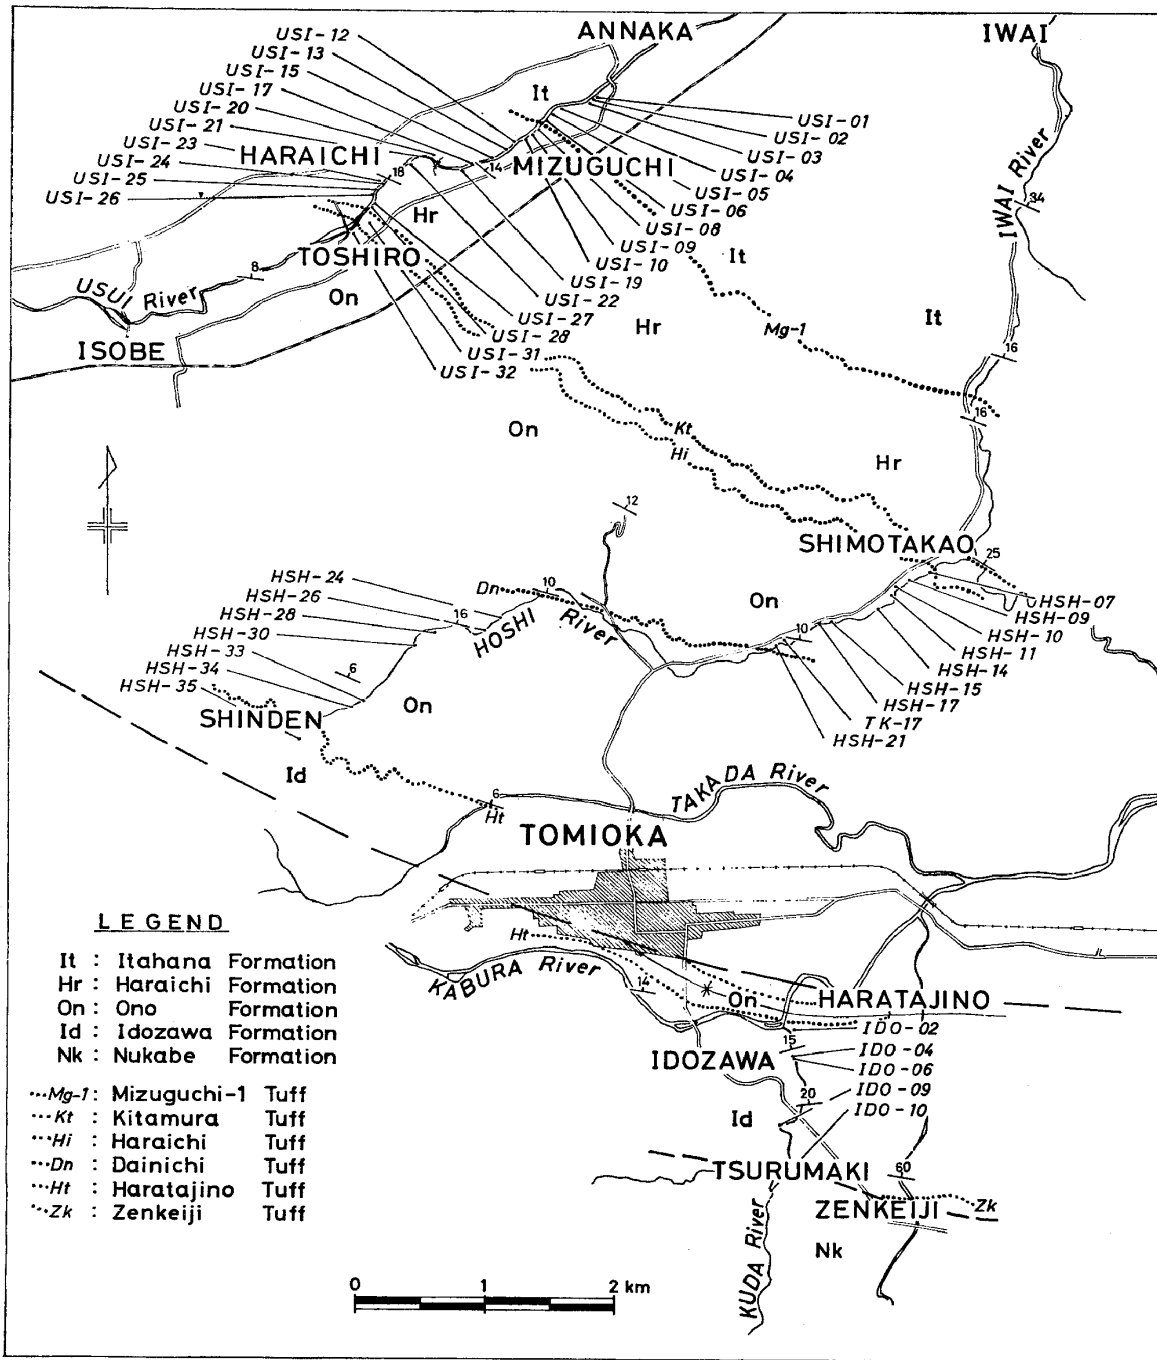 ANNAKA
IWAI
USI-12
USI-13
USI-15
USI-17
USI-20
USI-21
USI-23
USI-24
USI-25
USI-26
HARAICHI
It
MIZUGUCHI
14
18
Hr
TOSHIRO
8
On
USUI River
ISOBE
USI-01
USI-02
USI-03
USI-04
USI-05
USI-06
USI-08
USI-09
USI-10
USI-19
USI-22
USI-27
USI-28
USI-31
USI-32
It
Hr
Mg-1
It
IWAI River
34
16
16
On
Kt
Hi
Hr
12
SHIMOTAKAO
25
HSH-24
HSH-26
HSH-28
HSH-30
HSH-33
HSH-34
HSH-35
Dn
10
16
HOSHI River
6
On
10
On
HSH-07
HSH-09
HSH-10
HSH-11
HSH-14
HSH-15
HSH-17
TK-17
HSH-21
SHINDEN
Id
6
Ht
TAKADA River
TOMIOKA
Ht
KABURA River
14
On
HARATAJINO
IDO-02
15
IDO-04
IDOZAWA
IDO-06
IDO-09
20
IDO-10
Id
TSURUMAKI
60
ZENKEIJI
Zk
KUDA River
Nk
LEGEND
It : Itahana Formation
Hr : Haraichi Formation
On : Ono Formation
Id : Idozawa Formation
Nk : Nukabe Formation
Mg-1 : Mizuguchi-1 Tuff
Kt : Kitamura Tuff
Hi : Haraichi Tuff
Dn : Dainichi Tuff
Ht : Haratajino Tuff
Zk : Zenkeiji Tuff
0 1 2 km